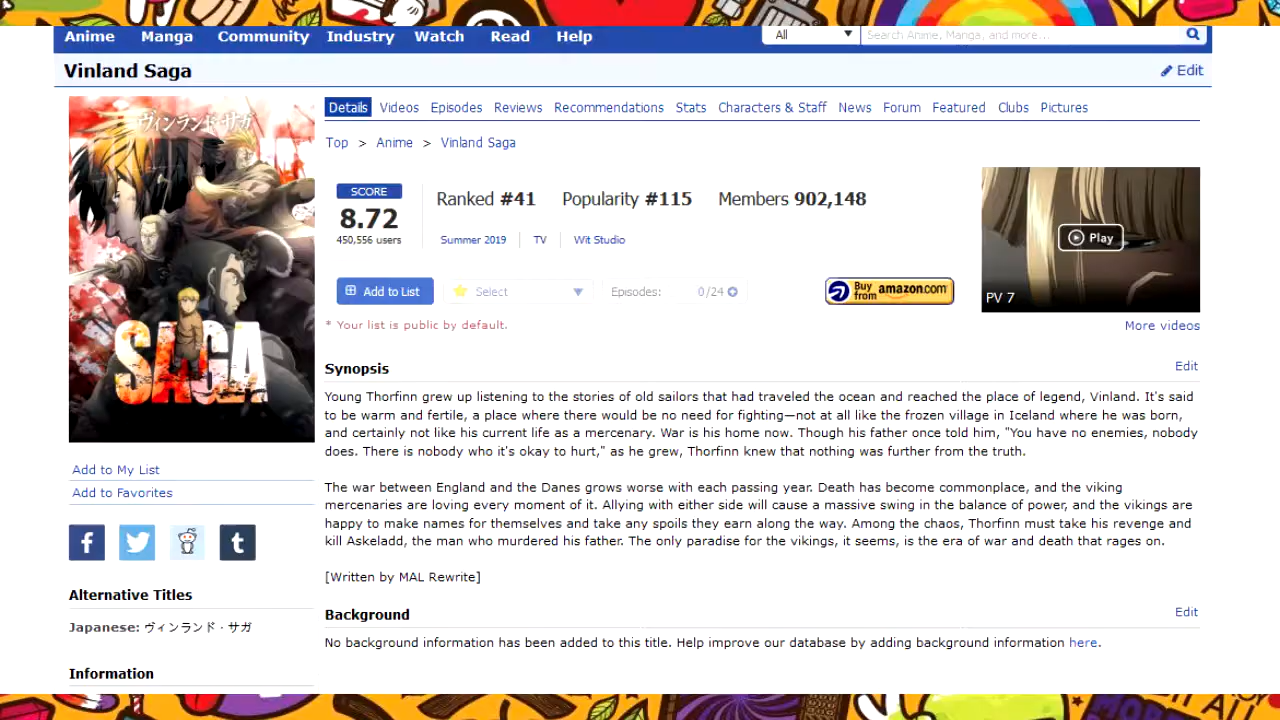 Anime Manga Community Industry Watch Read Help
All Search Anime, Manga, and more...
Vinland Saga
Edit
ヴィンランド・サガ
SAGA
Details Videos Episodes Reviews Recommendations Stats Characters & Staff News Forum Featured Clubs Pictures
Top > Anime > Vinland Saga
SCORE
8.72
450,556 users
Ranked #41 Popularity #115 Members 902,148
Summer 2019 TV Wit Studio
Add to List Select Episodes: 0/24
Buy from amazon.com
Play
PV 7
* Your list is public by default.
More videos
Synopsis
Edit
Young Thorfinn grew up listening to the stories of old sailors that had traveled the ocean and reached the place of legend, Vinland. It's said
to be warm and fertile, a place where there would be no need for fighting—not at all like the frozen village in Iceland where he was born,
and certainly not like his current life as a mercenary. War is his home now. Though his father once told him, "You have no enemies, nobody
does. There is nobody who it's okay to hurt," as he grew, Thorfinn knew that nothing was further from the truth.
The war between England and the Danes grows worse with each passing year. Death has become commonplace, and the viking
mercenaries are loving every moment of it. Allying with either side will cause a massive swing in the balance of power, and the vikings are
happy to make names for themselves and take any spoils they earn along the way. Among the chaos, Thorfinn must take his revenge and
kill Askeladd, the man who murdered his father. The only paradise for the vikings, it seems, is the era of war and death that rages on.
[Written by MAL Rewrite]
Background
Edit
No background information has been added to this title. Help improve our database by adding background information here.
Add to My List
Add to Favorites
Alternative Titles
Japanese: ヴィンランド・サガ
Information